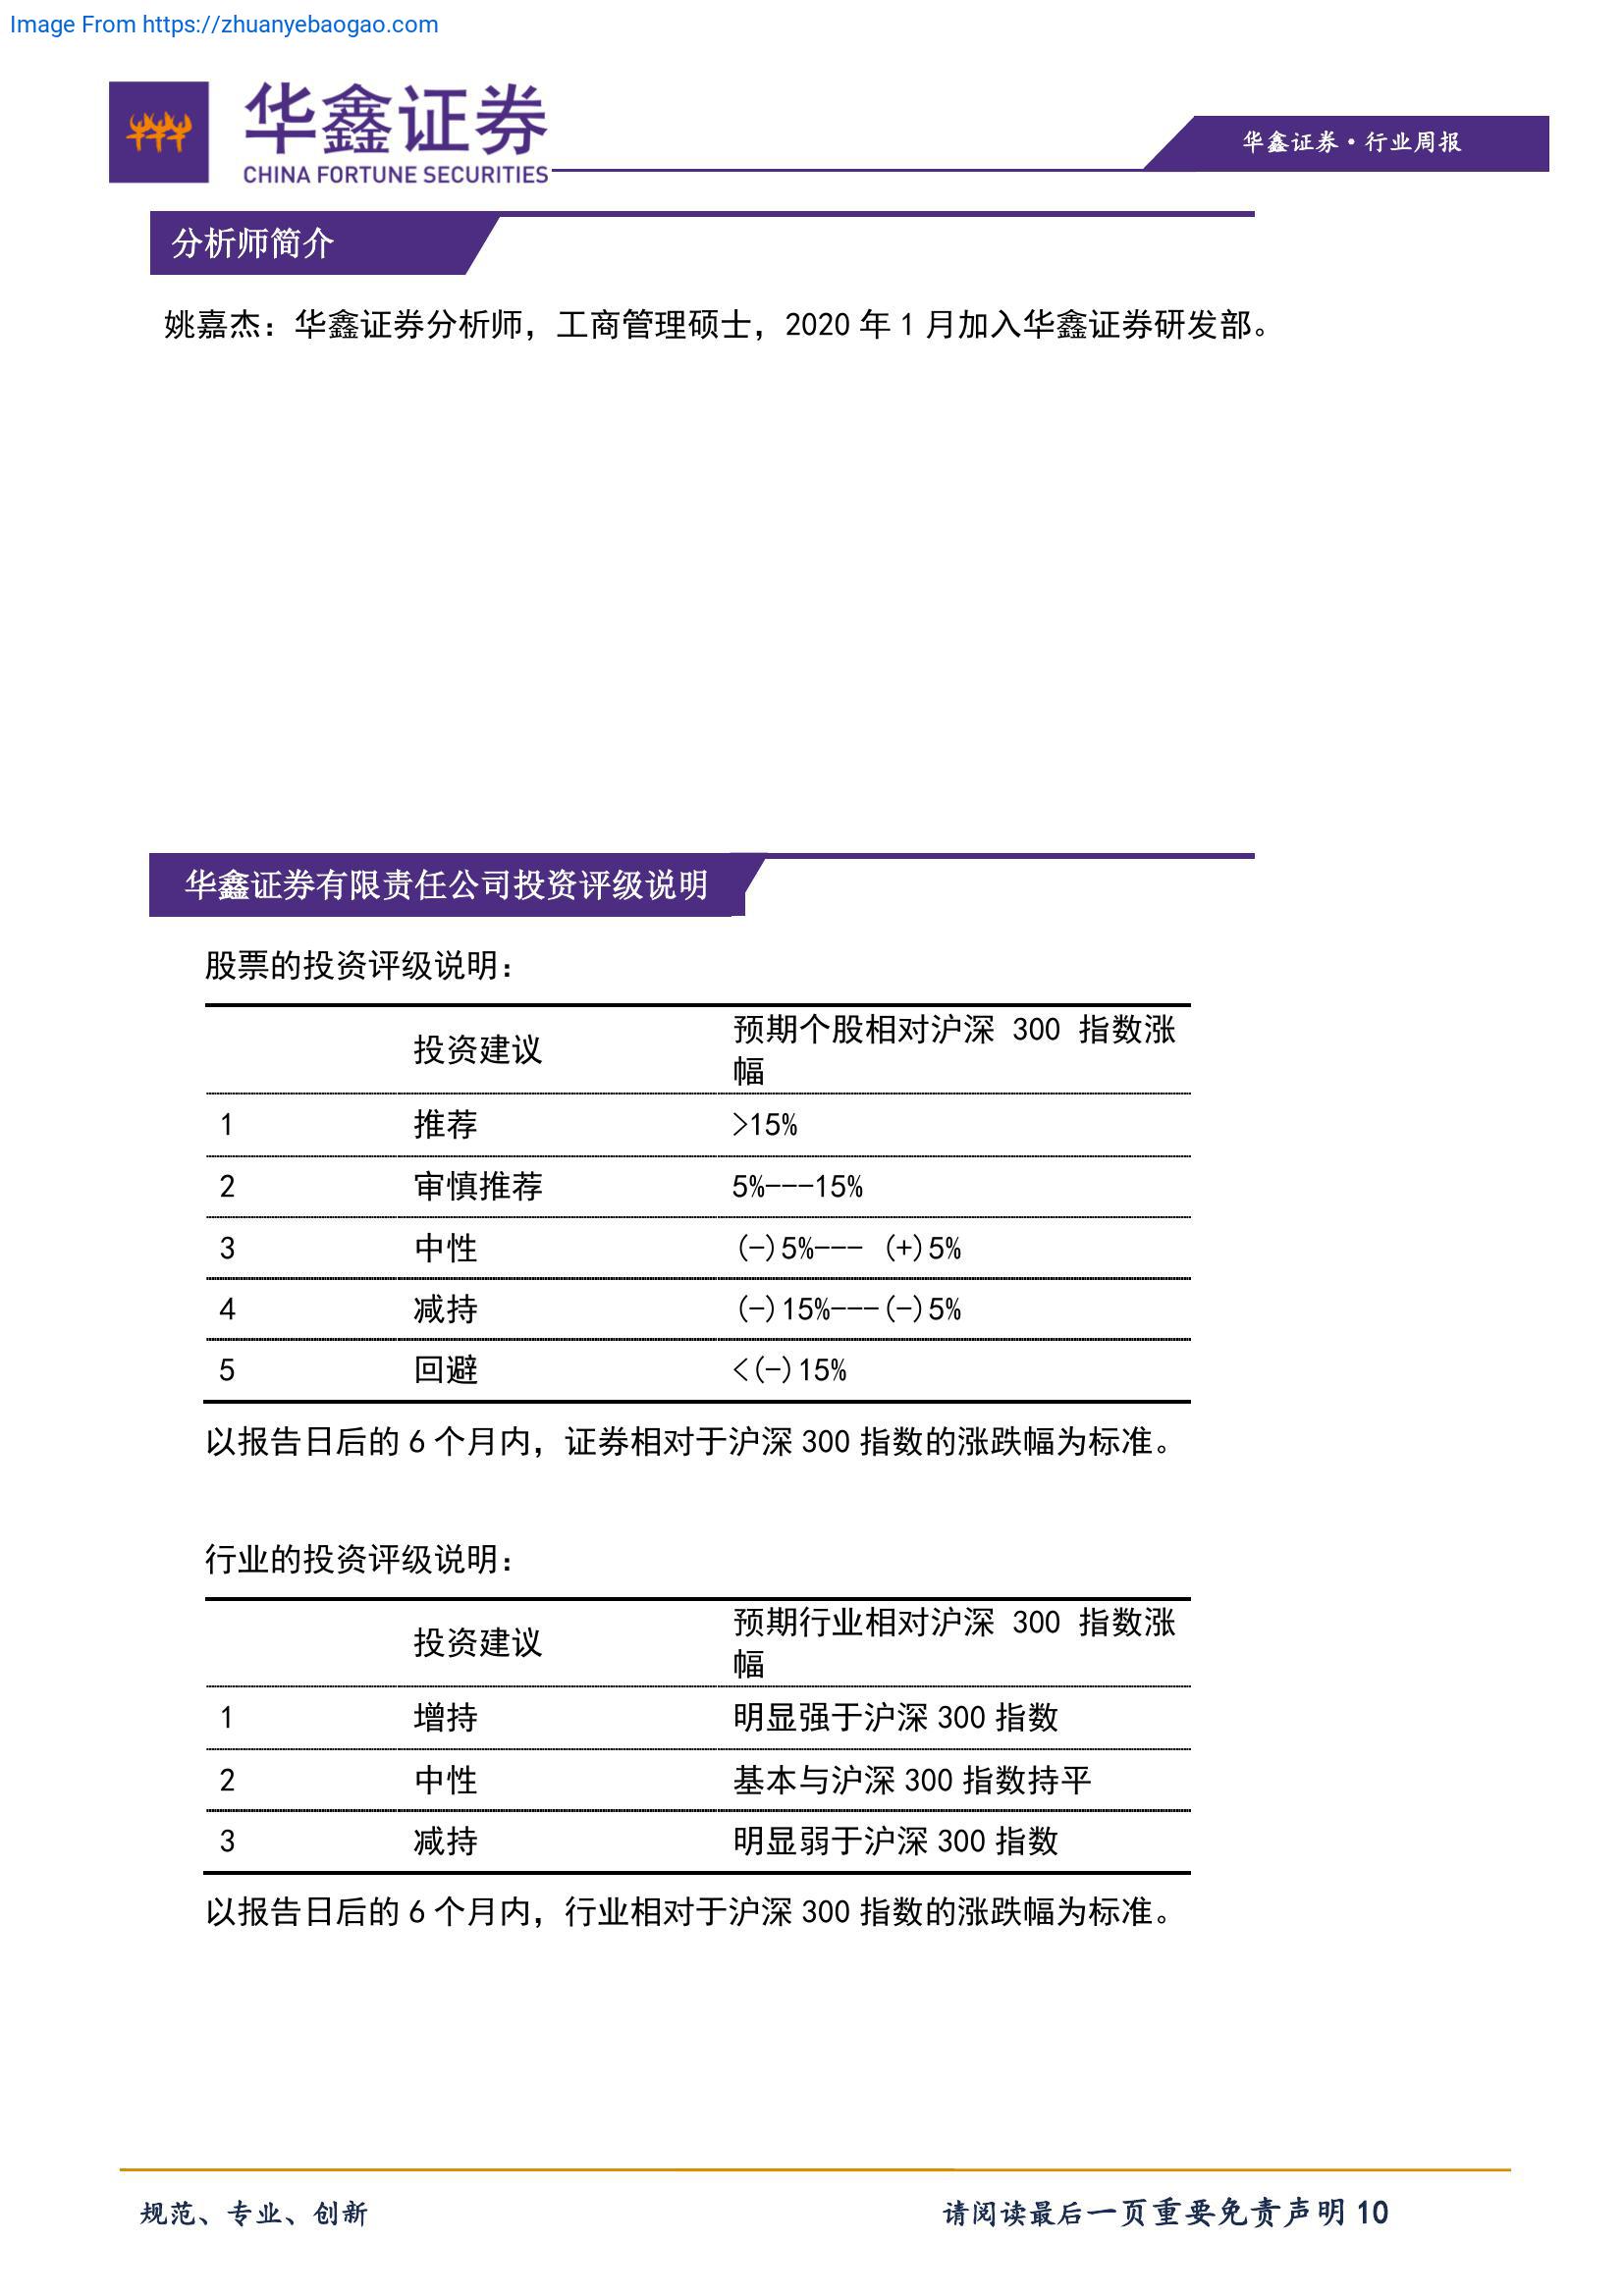 Image From https://zhuanyebaogao.com
华鑫证券
CHINA FORTUNE SECURITIES
华鑫证券·行业周报
分析师简介
姚嘉杰：华鑫证券分析师，工商管理硕士，2020 年 1 月加入华鑫证券研发部。
华鑫证券有限责任公司投资评级说明
股票的投资评级说明：
投资建议 预期个股相对沪深 300 指数涨
幅
1 推荐 >15%
2 审慎推荐 5%---15%
3 中性 (-)5%--- (+)5%
4 减持 (-)15%---(-)5%
5 回避 <(-)15%
以报告日后的 6 个月内，证券相对于沪深 300 指数的涨跌幅为标准。
行业的投资评级说明：
投资建议 预期行业相对沪深 300 指数涨
幅
1 增持 明显强于沪深 300 指数
2 中性 基本与沪深 300 指数持平
3 减持 明显弱于沪深 300 指数
以报告日后的 6 个月内，行业相对于沪深 300 指数的涨跌幅为标准。
规范、专业、创新 请阅读最后一页重要免责声明 10